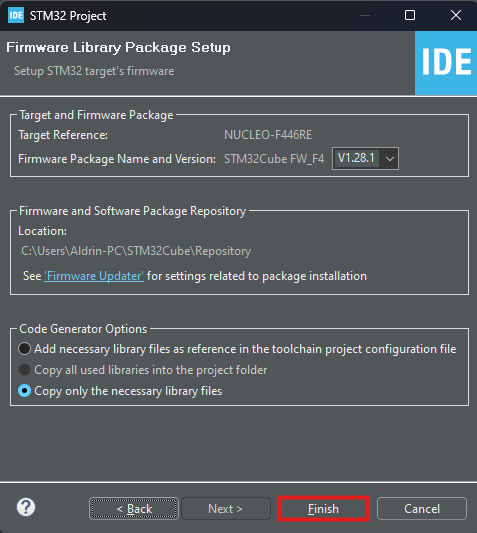 IDE STM32 Project
Firmware Library Package Setup
Setup STM32 target's firmware
IDE
Target and Firmware Package
Target Reference: NUCLEO-F446RE
Firmware Package Name and Version: STM32Cube FW_F4 V1.28.1
Firmware and Software Package Repository
Location:
C:\Users\Aldrin-PC\STM32Cube\Repository
See 'Firmware Updater' for settings related to package installation
Code Generator Options
Add necessary library files as reference in the toolchain project configuration file
Copy all used libraries into the project folder
Copy only the necessary library files
? < Back Next > Finish Cancel